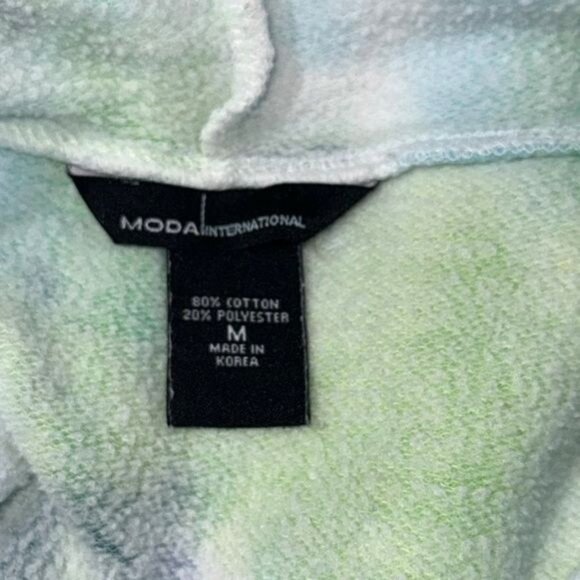 MODA INTERNATIONAL
80% COTTON
20% POLYESTER
M
MADE IN
KOREA